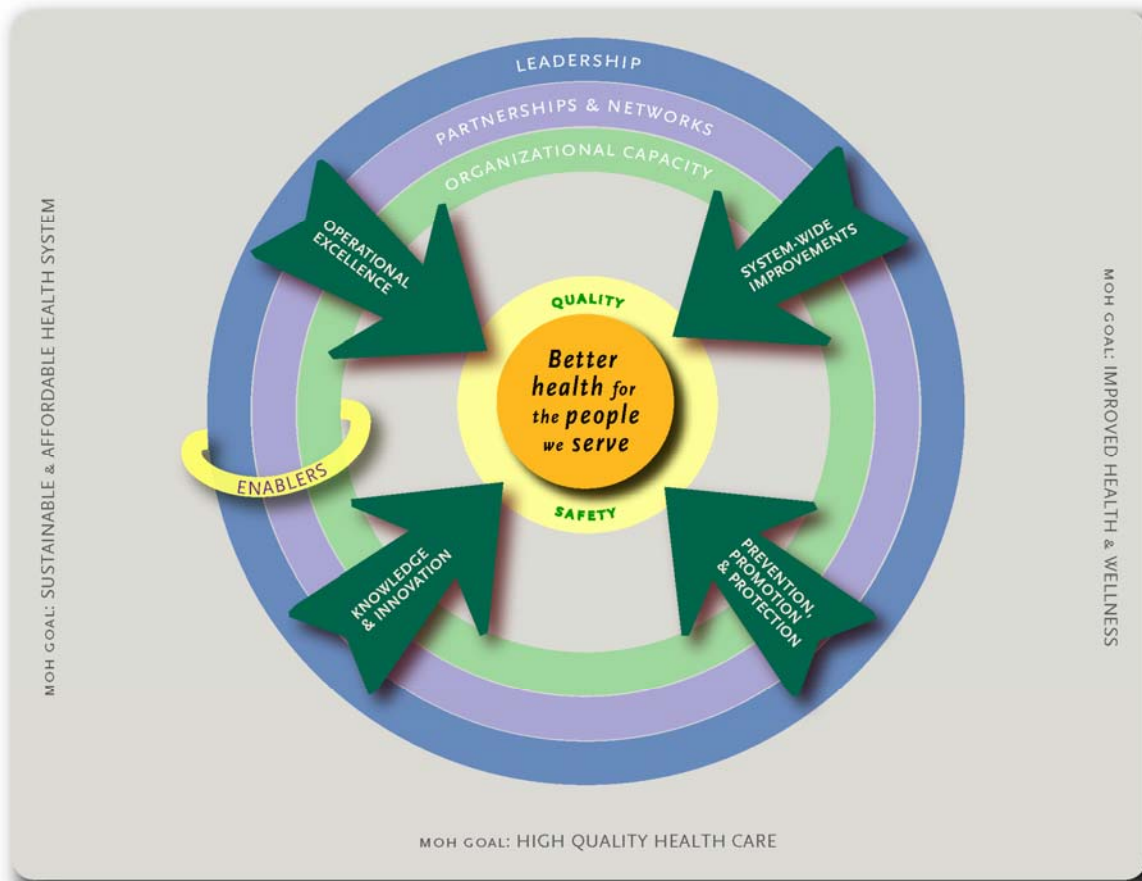 LEADERSHIP
PARTNERSHIPS & NETWORKS
ORGANIZATIONAL CAPACITY
OPERATIONAL
EXCELLENCE
SYSTEM-WIDE
IMPROVEMENTS
QUALITY
Better
health for
the people
we serve
SAFETY
ENABLERS
KNOWLEDGE
& INNOVATION
PREVENTION,
PROMOTION
& PROTECTION
MOH GOAL: SUSTAINABLE & AFFORDABLE HEALTH SYSTEM
MOH GOAL: IMPROVED HEALTH & WELLNESS
MOH GOAL: HIGH QUALITY HEALTH CARE